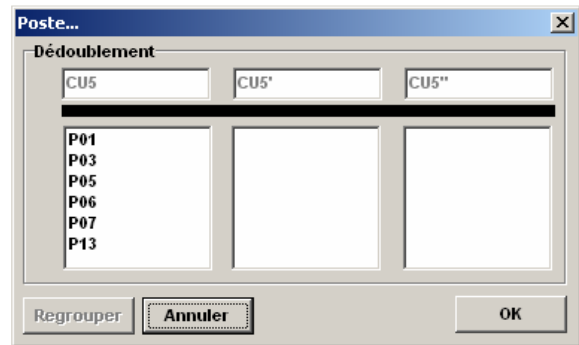 Poste...
Dédoublement
CU5 CU5' CU5''
P01
P03
P05
P06
P07
P13
Regrouper Annuler OK